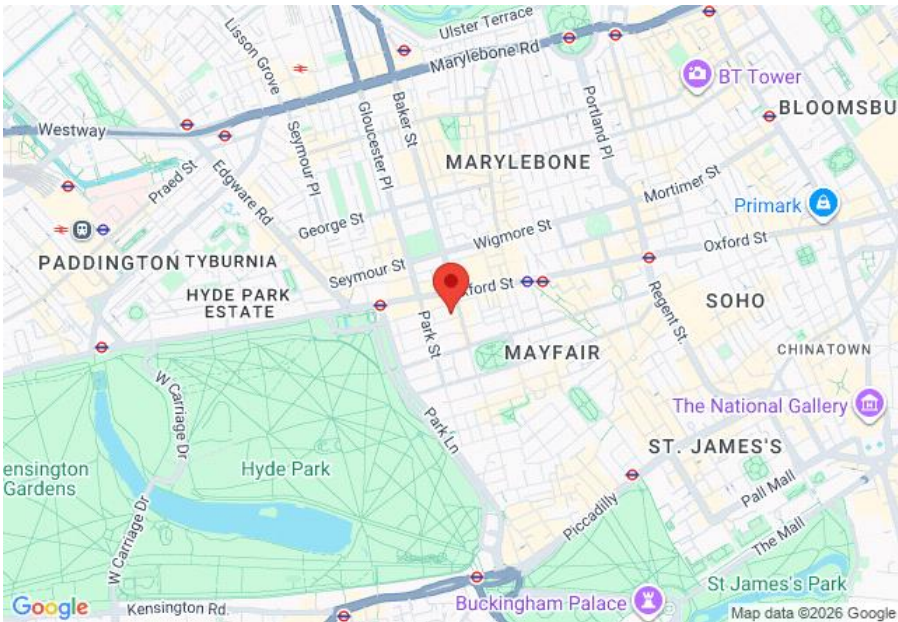 Ulster Terrace
Marylebone Rd
Lisson Grove
BT Tower
BLOOMSBU
Westway
Baker St
Gloucester Pl
Portland Pl
Seymour Pl
MARYLEBONE
Praed St
Edgware Rd
Mortimer St
Primark
George St
Wigmore St
Oxford St
PADDINGTON
TYBURNIA
Seymour St
HYDE PARK
ESTATE
xford St
Regent St.
SOHO
Park St
MAYFAIR
CHINATOWN
W Carriage Dr
The National Gallery
Park Ln
ST. JAMES'S
ensington
Gardens
Hyde Park
Pall Mall
Piccadilly
The Mall
W Carriage Dr
St James's Park
Buckingham Palace
Google
Kensington Rd.
Map data ©2026 Google